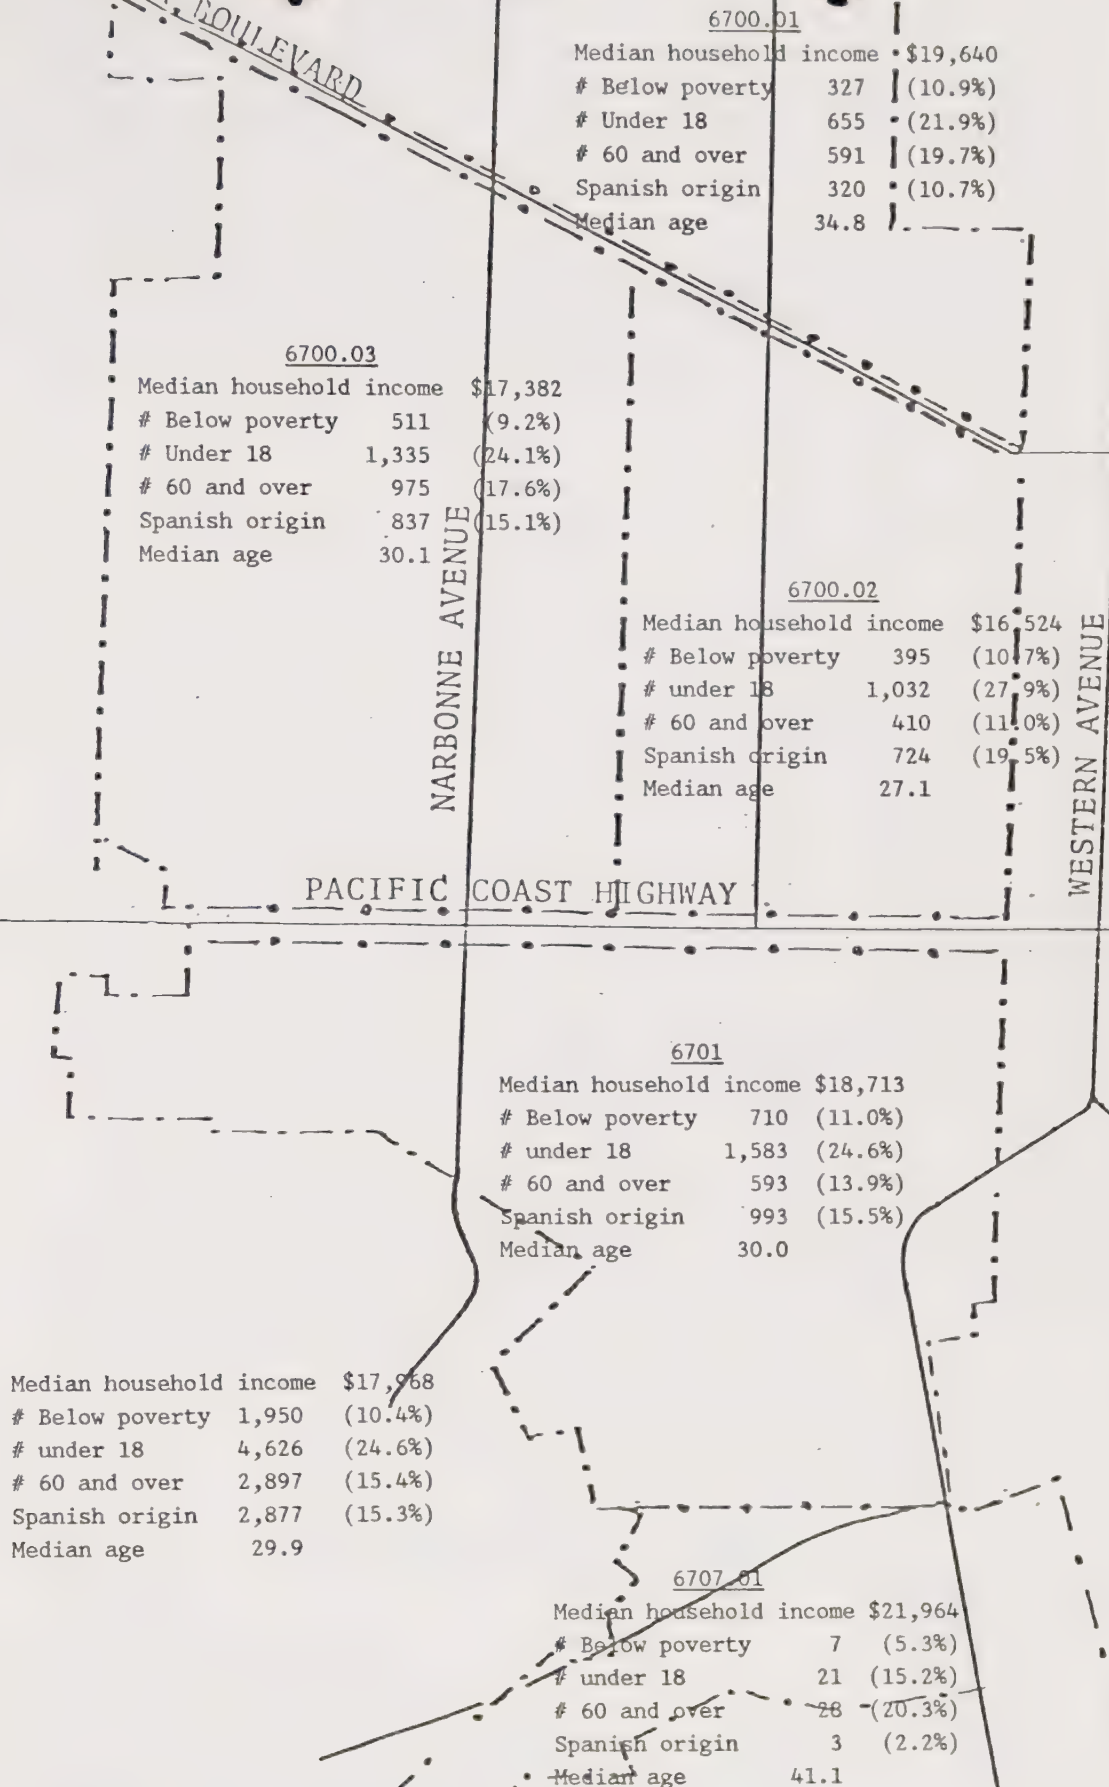 BOULEVARD
6700.01
Median household income $19,640
# Below poverty 327 (10.9%)
# Under 18 655 (21.9%)
# 60 and over 591 (19.7%)
Spanish origin 320 (10.7%)
Median age 34.8
6700.03
Median household income $17,382
# Below poverty 511 (9.2%)
# Under 18 1,335 (24.1%)
# 60 and over 975 (17.6%)
Spanish origin 837 (15.1%)
Median age 30.1
NARBONNE AVENUE
6700.02
Median household income $16,524
# Below poverty 395 (10.7%)
# under 18 1,032 (27.9%)
# 60 and over 410 (11.0%)
Spanish origin 724 (19.5%)
Median age 27.1
WESTERN AVENUE
PACIFIC COAST HIGHWAY
6701
Median household income $18,713
# Below poverty 710 (11.0%)
# under 18 1,583 (24.6%)
# 60 and over 593 (13.9%)
Spanish origin 993 (15.5%)
Median age 30.0
Median household income $17,968
# Below poverty 1,950 (10.4%)
# under 18 4,626 (24.6%)
# 60 and over 2,897 (15.4%)
Spanish origin 2,877 (15.3%)
Median age 29.9
6707.01
Median household income $21,964
# Below poverty 7 (5.3%)
# under 18 21 (15.2%)
# 60 and over 28 (20.3%)
Spanish origin 3 (2.2%)
Median age 41.1